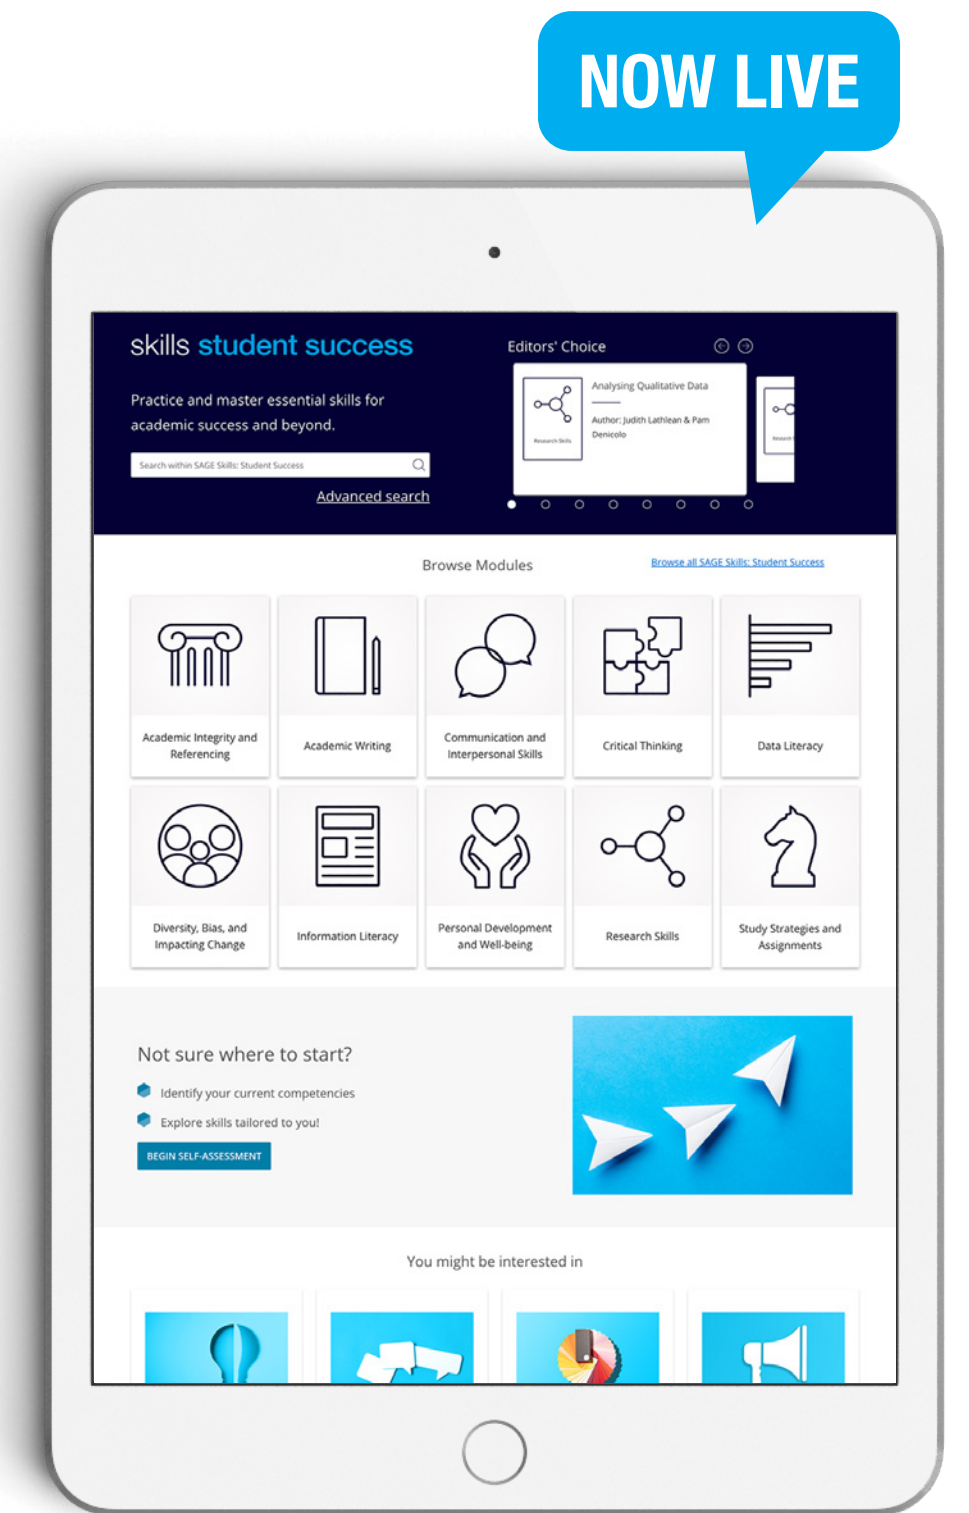 NOW LIVE
skills student success
Practice and master essential skills for
academic success and beyond.
Search within SAGE Skills: Student Success
Advanced search
Editors' Choice
Analysing Qualitative Data
Author: Judith Lathlean & Pam
Denicolo
Research Skills
Browse Modules
Browse all SAGE Skills: Student Success
Academic Integrity and
Referencing
Academic Writing
Communication and
Interpersonal Skills
Critical Thinking
Data Literacy
Diversity, Bias, and
Impacting Change
Information Literacy
Personal Development
and Well-being
Research Skills
Study Strategies and
Assignments
Not sure where to start?
Identify your current competencies
Explore skills tailored to you!
BEGIN SELF-ASSESSMENT
You might be interested in